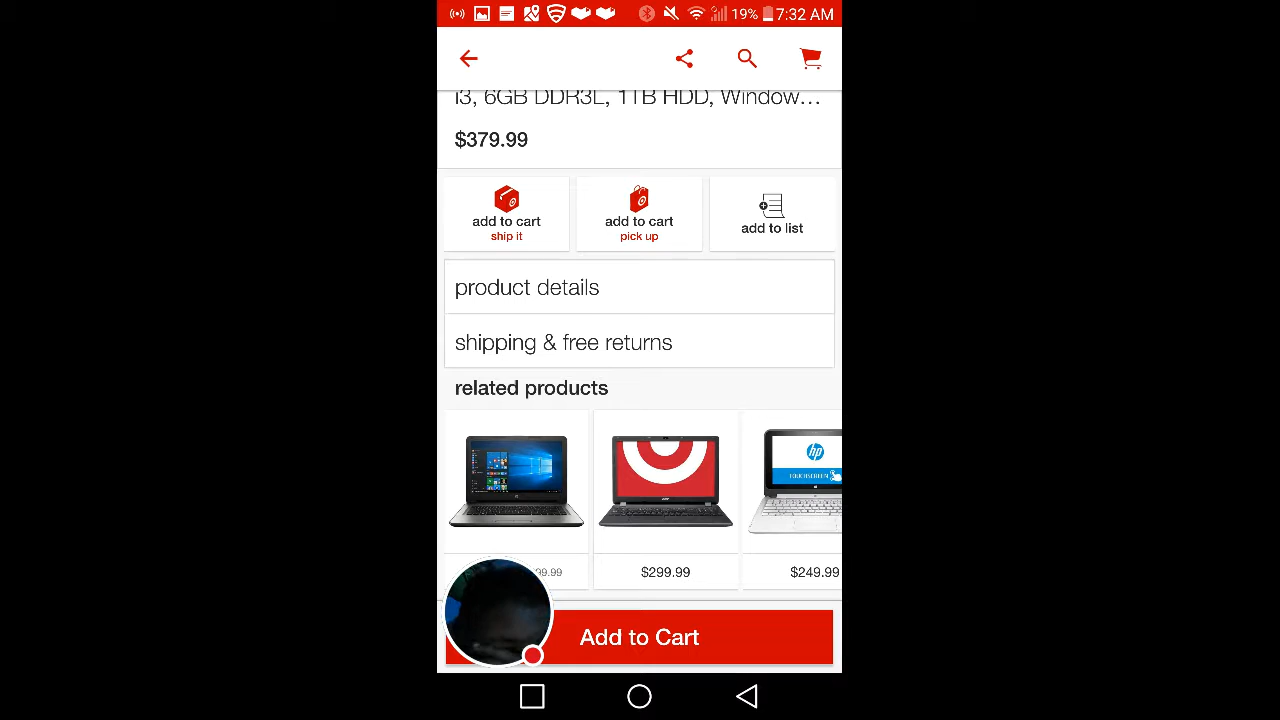 19% 7:32 AM
i3, 6GB DDR3L, 1TB HDD, Window...
$379.99
add to cart
ship it
add to cart
pick up
add to list
product details
shipping & free returns
related products
hp
TOUCHSCREEN
99.99
$299.99
$249.99
Add to Cart